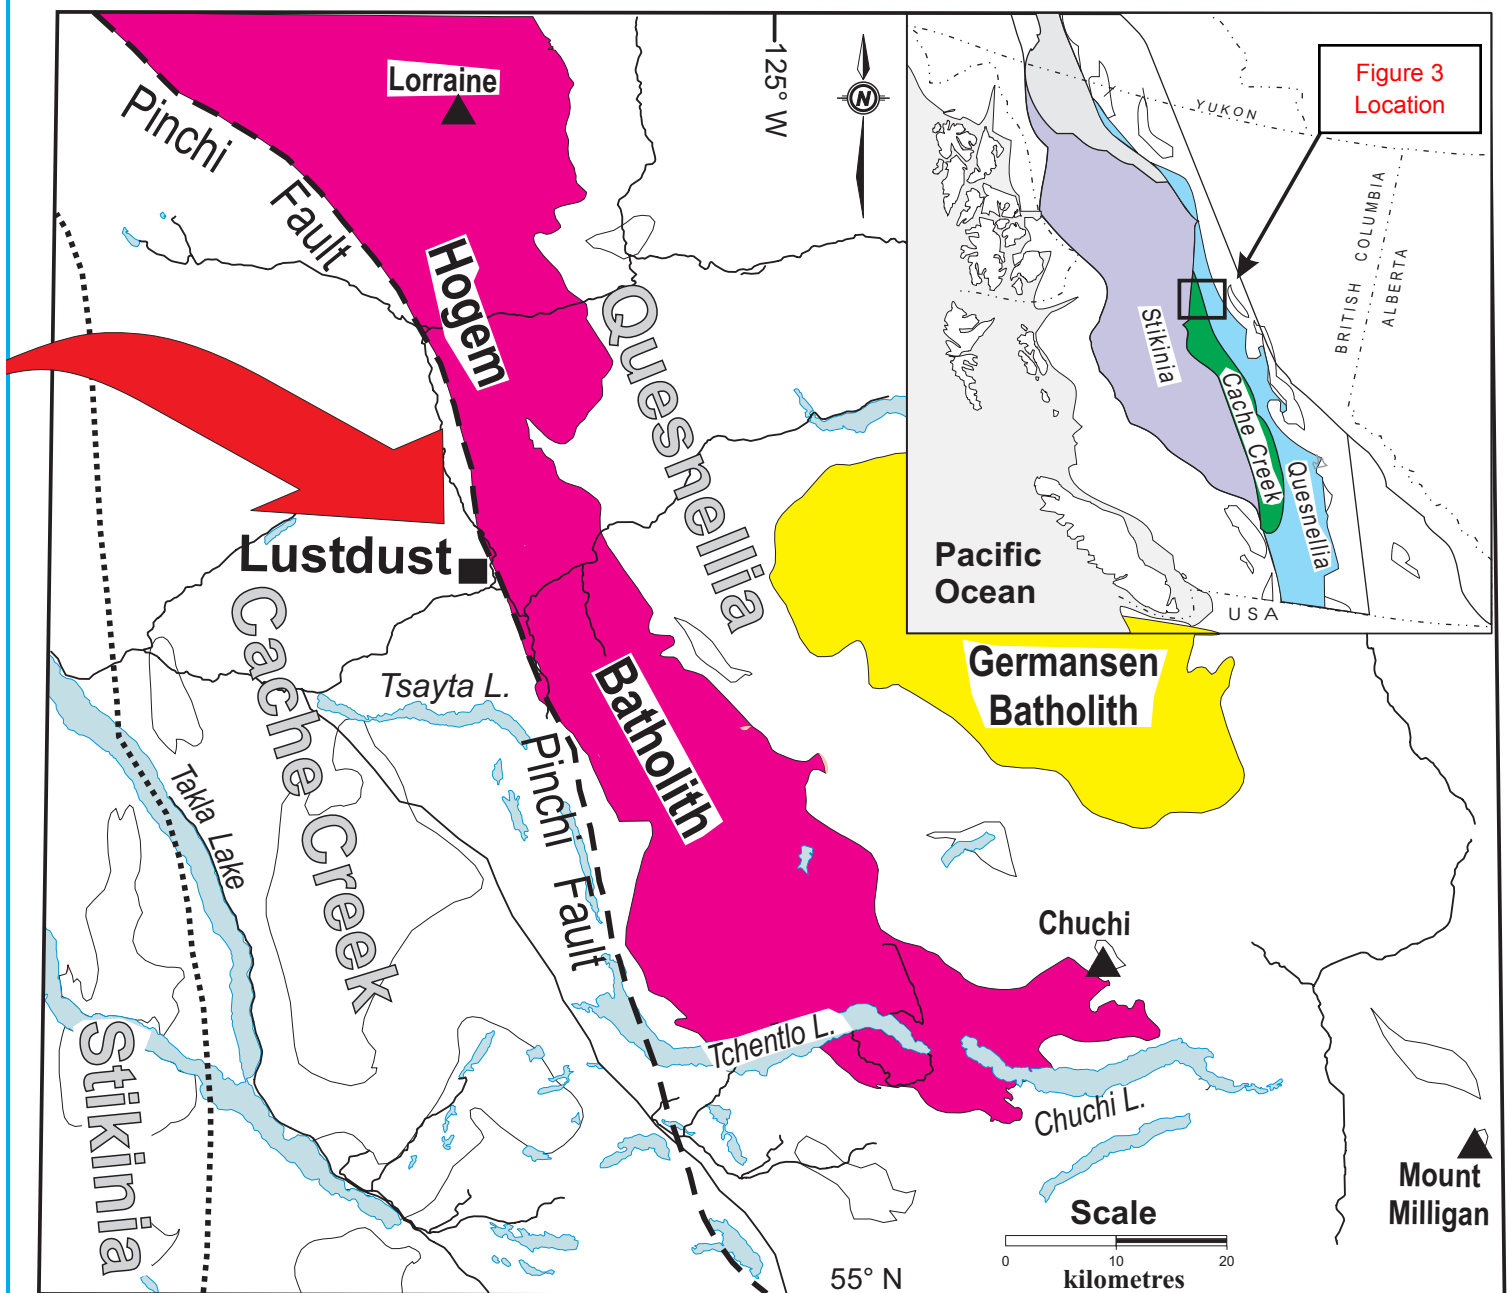 Lorraine
125° W
N
Pinchi
Fault
Hogem
Quesnellia
Figure 3
Location
YUKON
BRITISH COLUMBIA
ALBERTA
Stikinia
Cache Creek
Quesnellia
Pacific
Ocean
USA
Lustdust
Cache Creek
Tsayta L.
Batholith
Germansen
Batholith
Pinchi
Fault
Takla Lake
Stikinia
Chuchi
Tchentlo L.
Chuchi L.
Mount
Milligan
Scale
0 10 20
kilometres
55° N